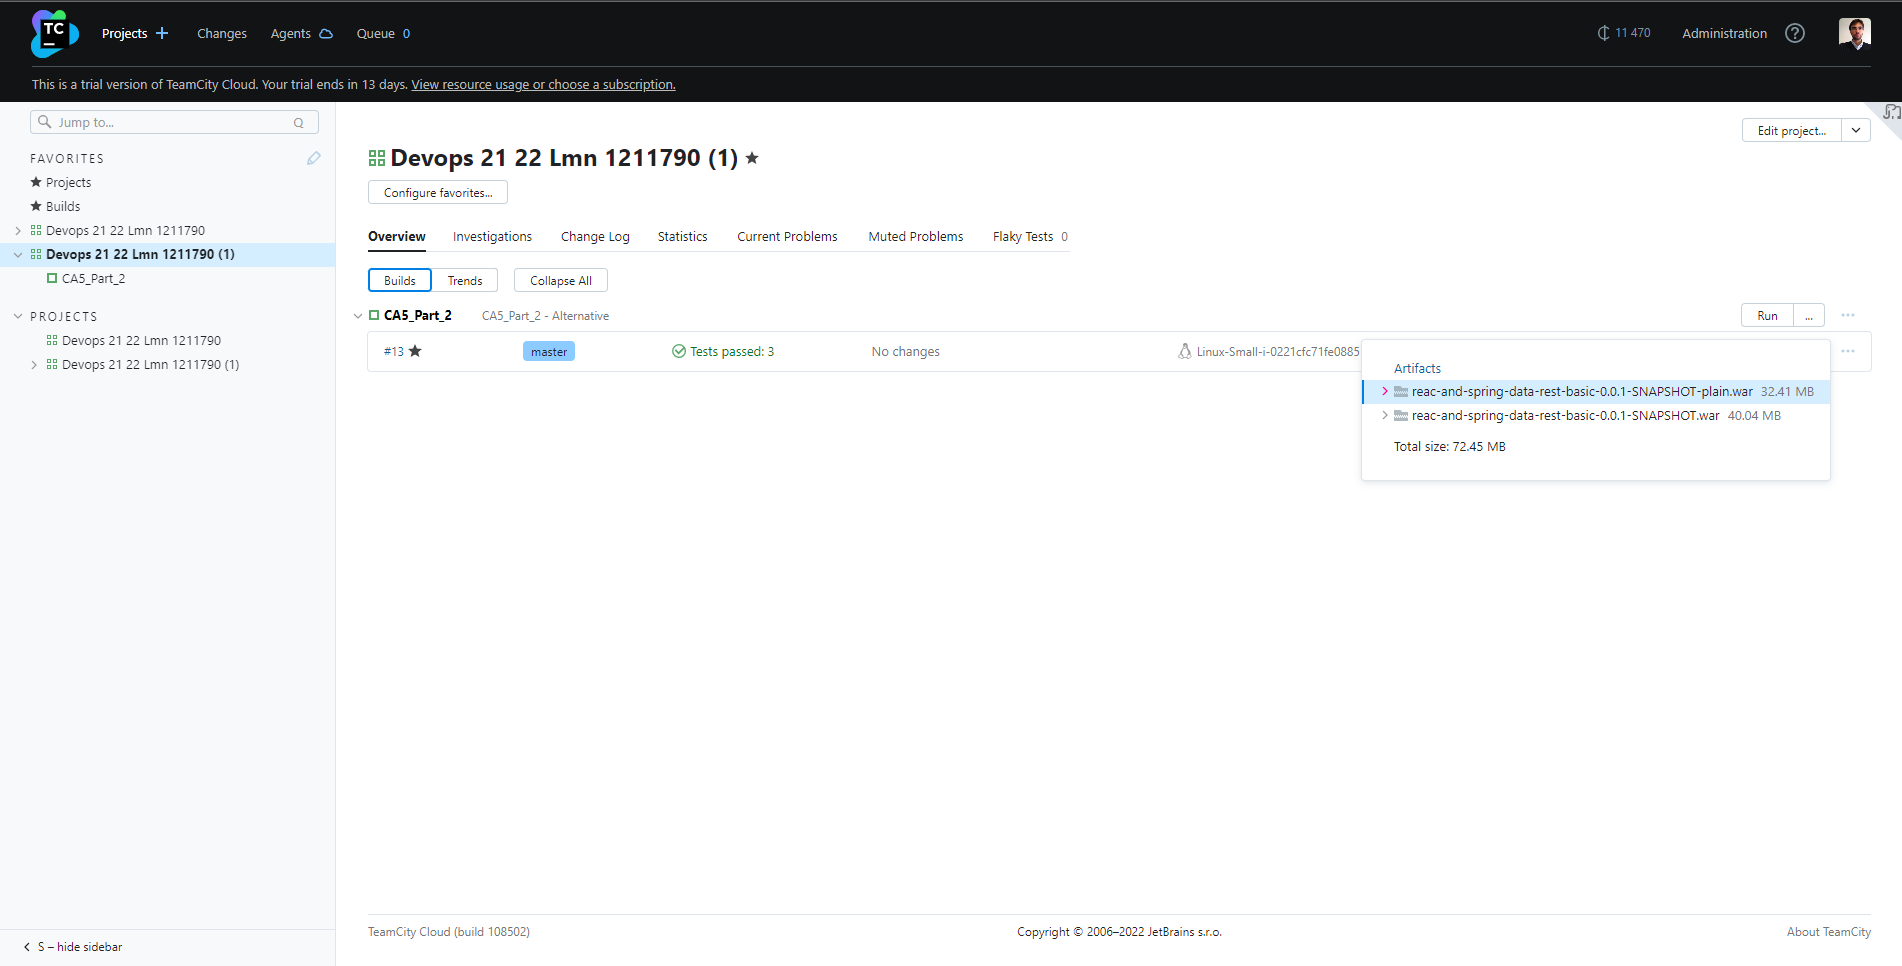 TC
Projects
Changes
Agents
Queue 0
11 470
Administration
?
This is a trial version of TeamCity Cloud. Your trial ends in 13 days. View resource usage or choose a subscription.
Jump to...
Q
FAVORITES
Projects
Builds
Devops 21 22 Lmn 1211790
Devops 21 22 Lmn 1211790 (1)
CA5_Part_2
PROJECTS
Devops 21 22 Lmn 1211790
Devops 21 22 Lmn 1211790 (1)
S – hide sidebar
Edit project...
Devops 21 22 Lmn 1211790 (1)
Configure favorites...
Overview
Investigations
Change Log
Statistics
Current Problems
Muted Problems
Flaky Tests 0
Builds
Trends
Collapse All
CA5_Part_2
CA5_Part_2 - Alternative
Run
...
#13
master
Tests passed: 3
No changes
Linux-Small-i-0221cfc71fe0885
Artifacts
reac-and-spring-data-rest-basic-0.0.1-SNAPSHOT-plain.war 32.41 MB
reac-and-spring-data-rest-basic-0.0.1-SNAPSHOT.war 40.04 MB
Total size: 72.45 MB
TeamCity Cloud (build 108502)
Copyright © 2006–2022 JetBrains s.r.o.
About TeamCity